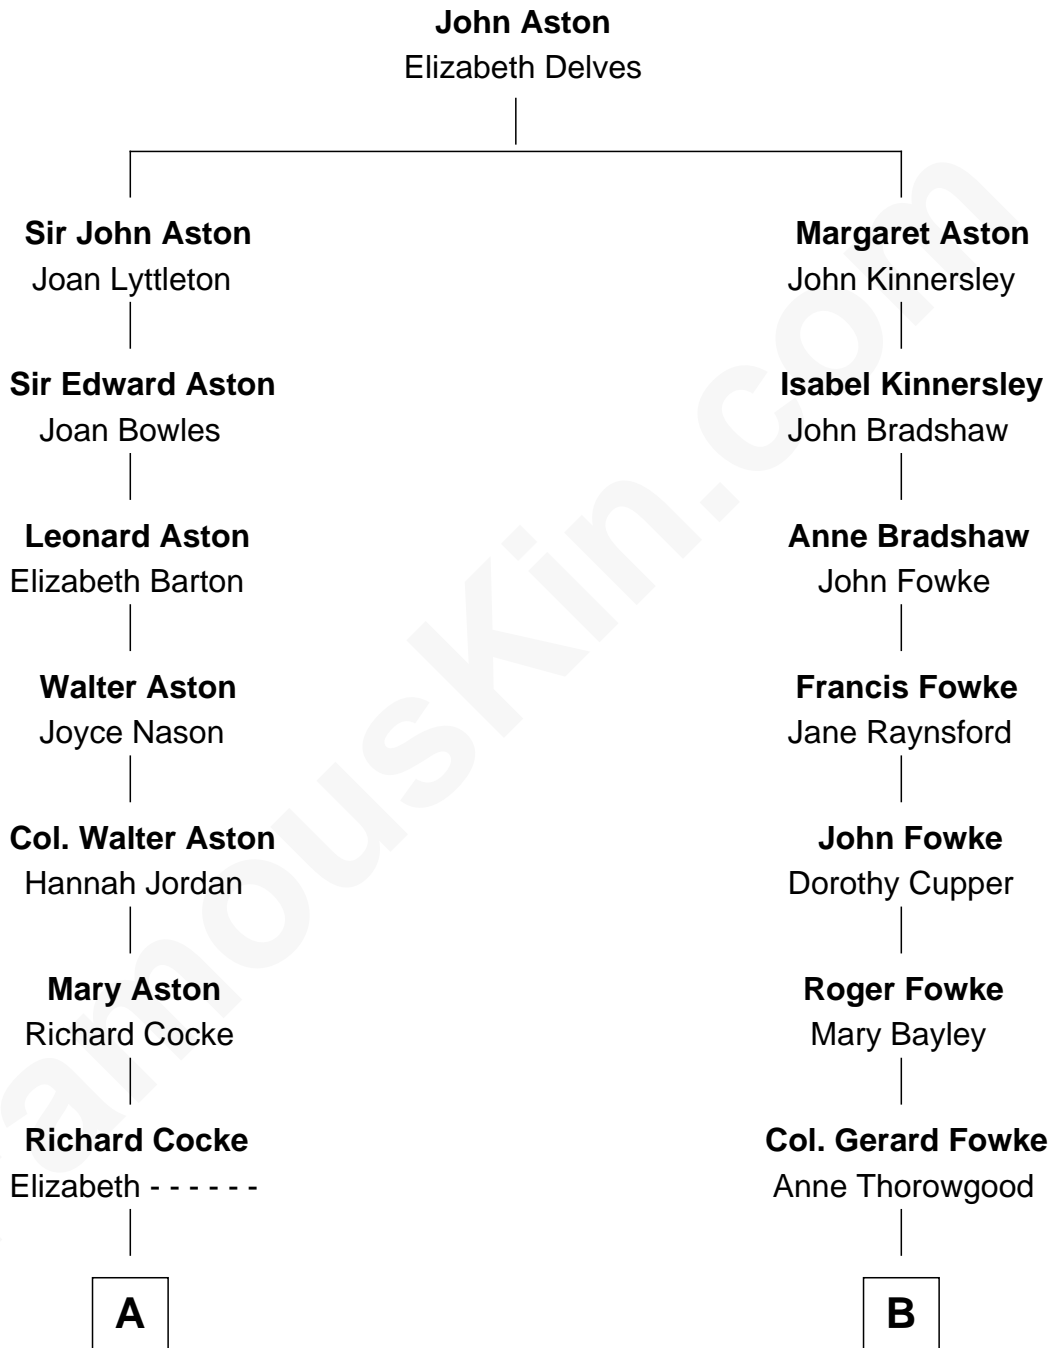 John Aston
Elizabeth Delves
Sir John Aston
Joan Lyttleton
Sir Edward Aston
Joan Bowles
Leonard Aston
Elizabeth Barton
Walter Aston
Joyce Nason
Col. Walter Aston
Hannah Jordan
Mary Aston
Richard Cocke
Richard Cocke
Elizabeth - - - - - -
A
Margaret Aston
John Kinnersley
Isabel Kinnersley
John Bradshaw
Anne Bradshaw
John Fowke
Francis Fowke
Jane Raynsford
John Fowke
Dorothy Cupper
Roger Fowke
Mary Bayley
Col. Gerard Fowke
Anne Thorowgood
B
amousKin.com